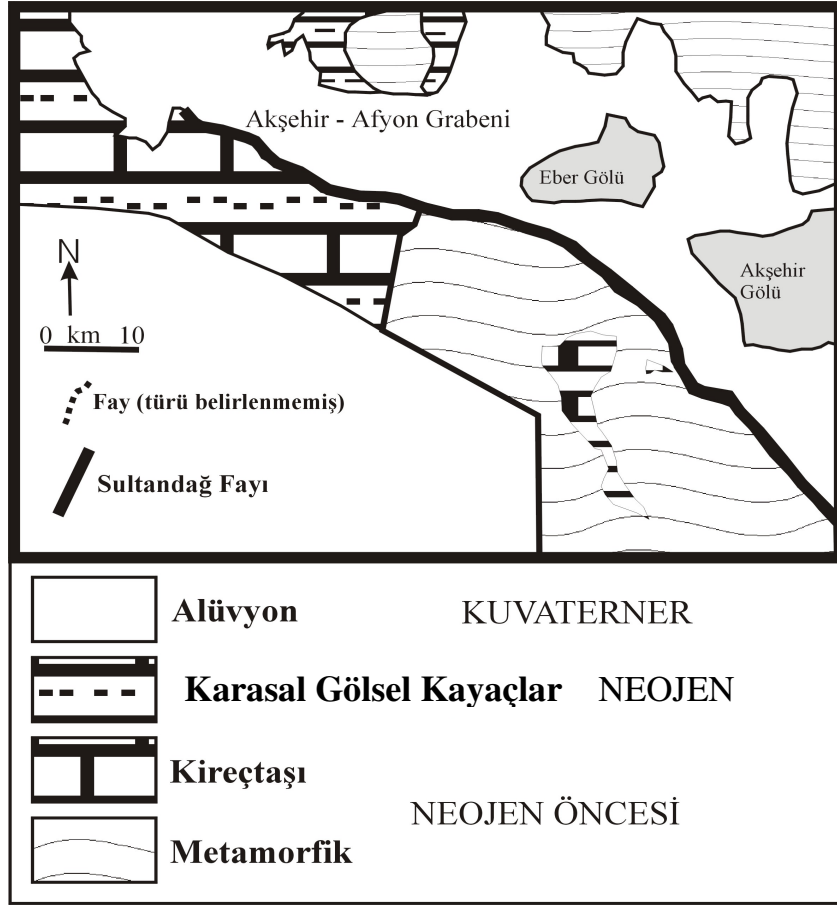 Akşehir - Afyon Grabeni
Eber Gölü
Akşehir
Gölü
N
0 km 10
Fay (türü belirlenmemiş)
Sultandağ Fayı
Alüvyon KUVATERNER
Karasal Gölsel Kayaçlar NEOJEN
Kireçtaşı
NEOJEN ÖNCESİ
Metamorfik